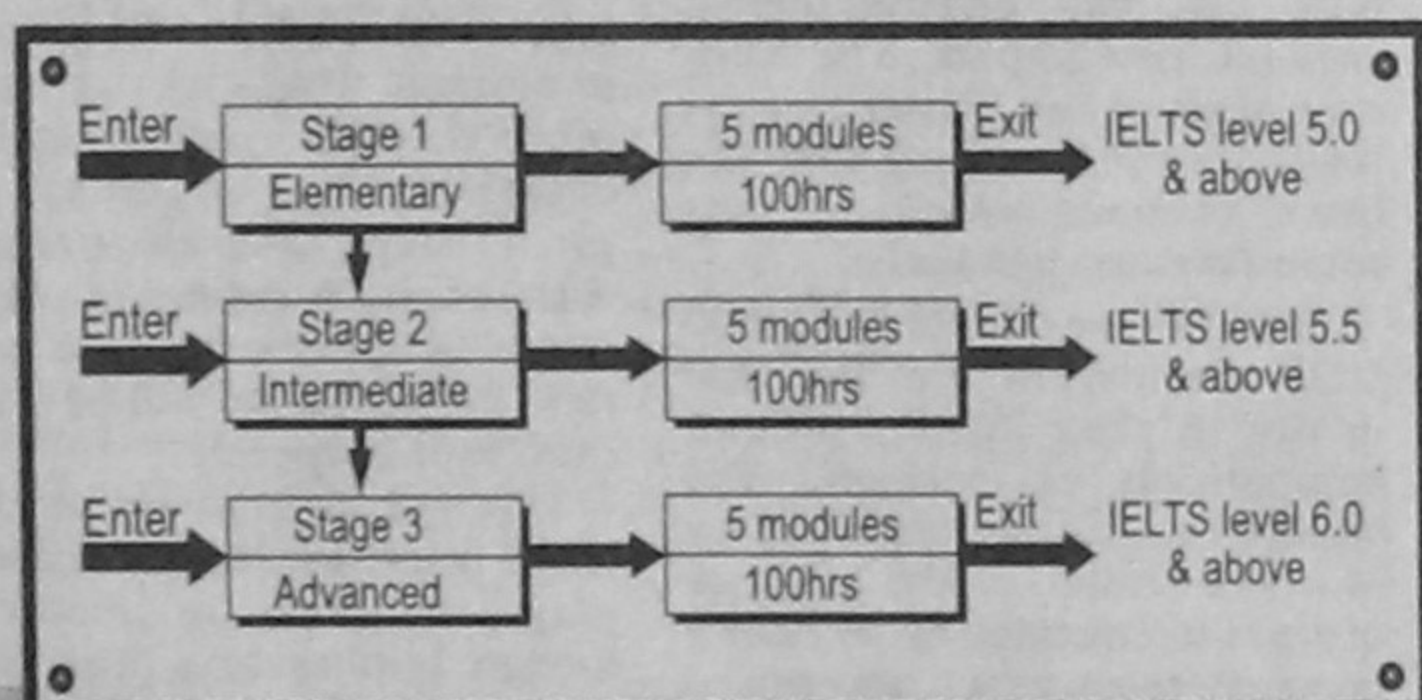 Enter
Stage 1
Elementary
5 modules
100hrs
Exit
IELTS level 5.0
& above
Enter
Stage 2
Intermediate
5 modules
100hrs
Exit
IELTS level 5.5
& above
Enter
Stage 3
Advanced
5 modules
100hrs
Exit
IELTS level 6.0
& above